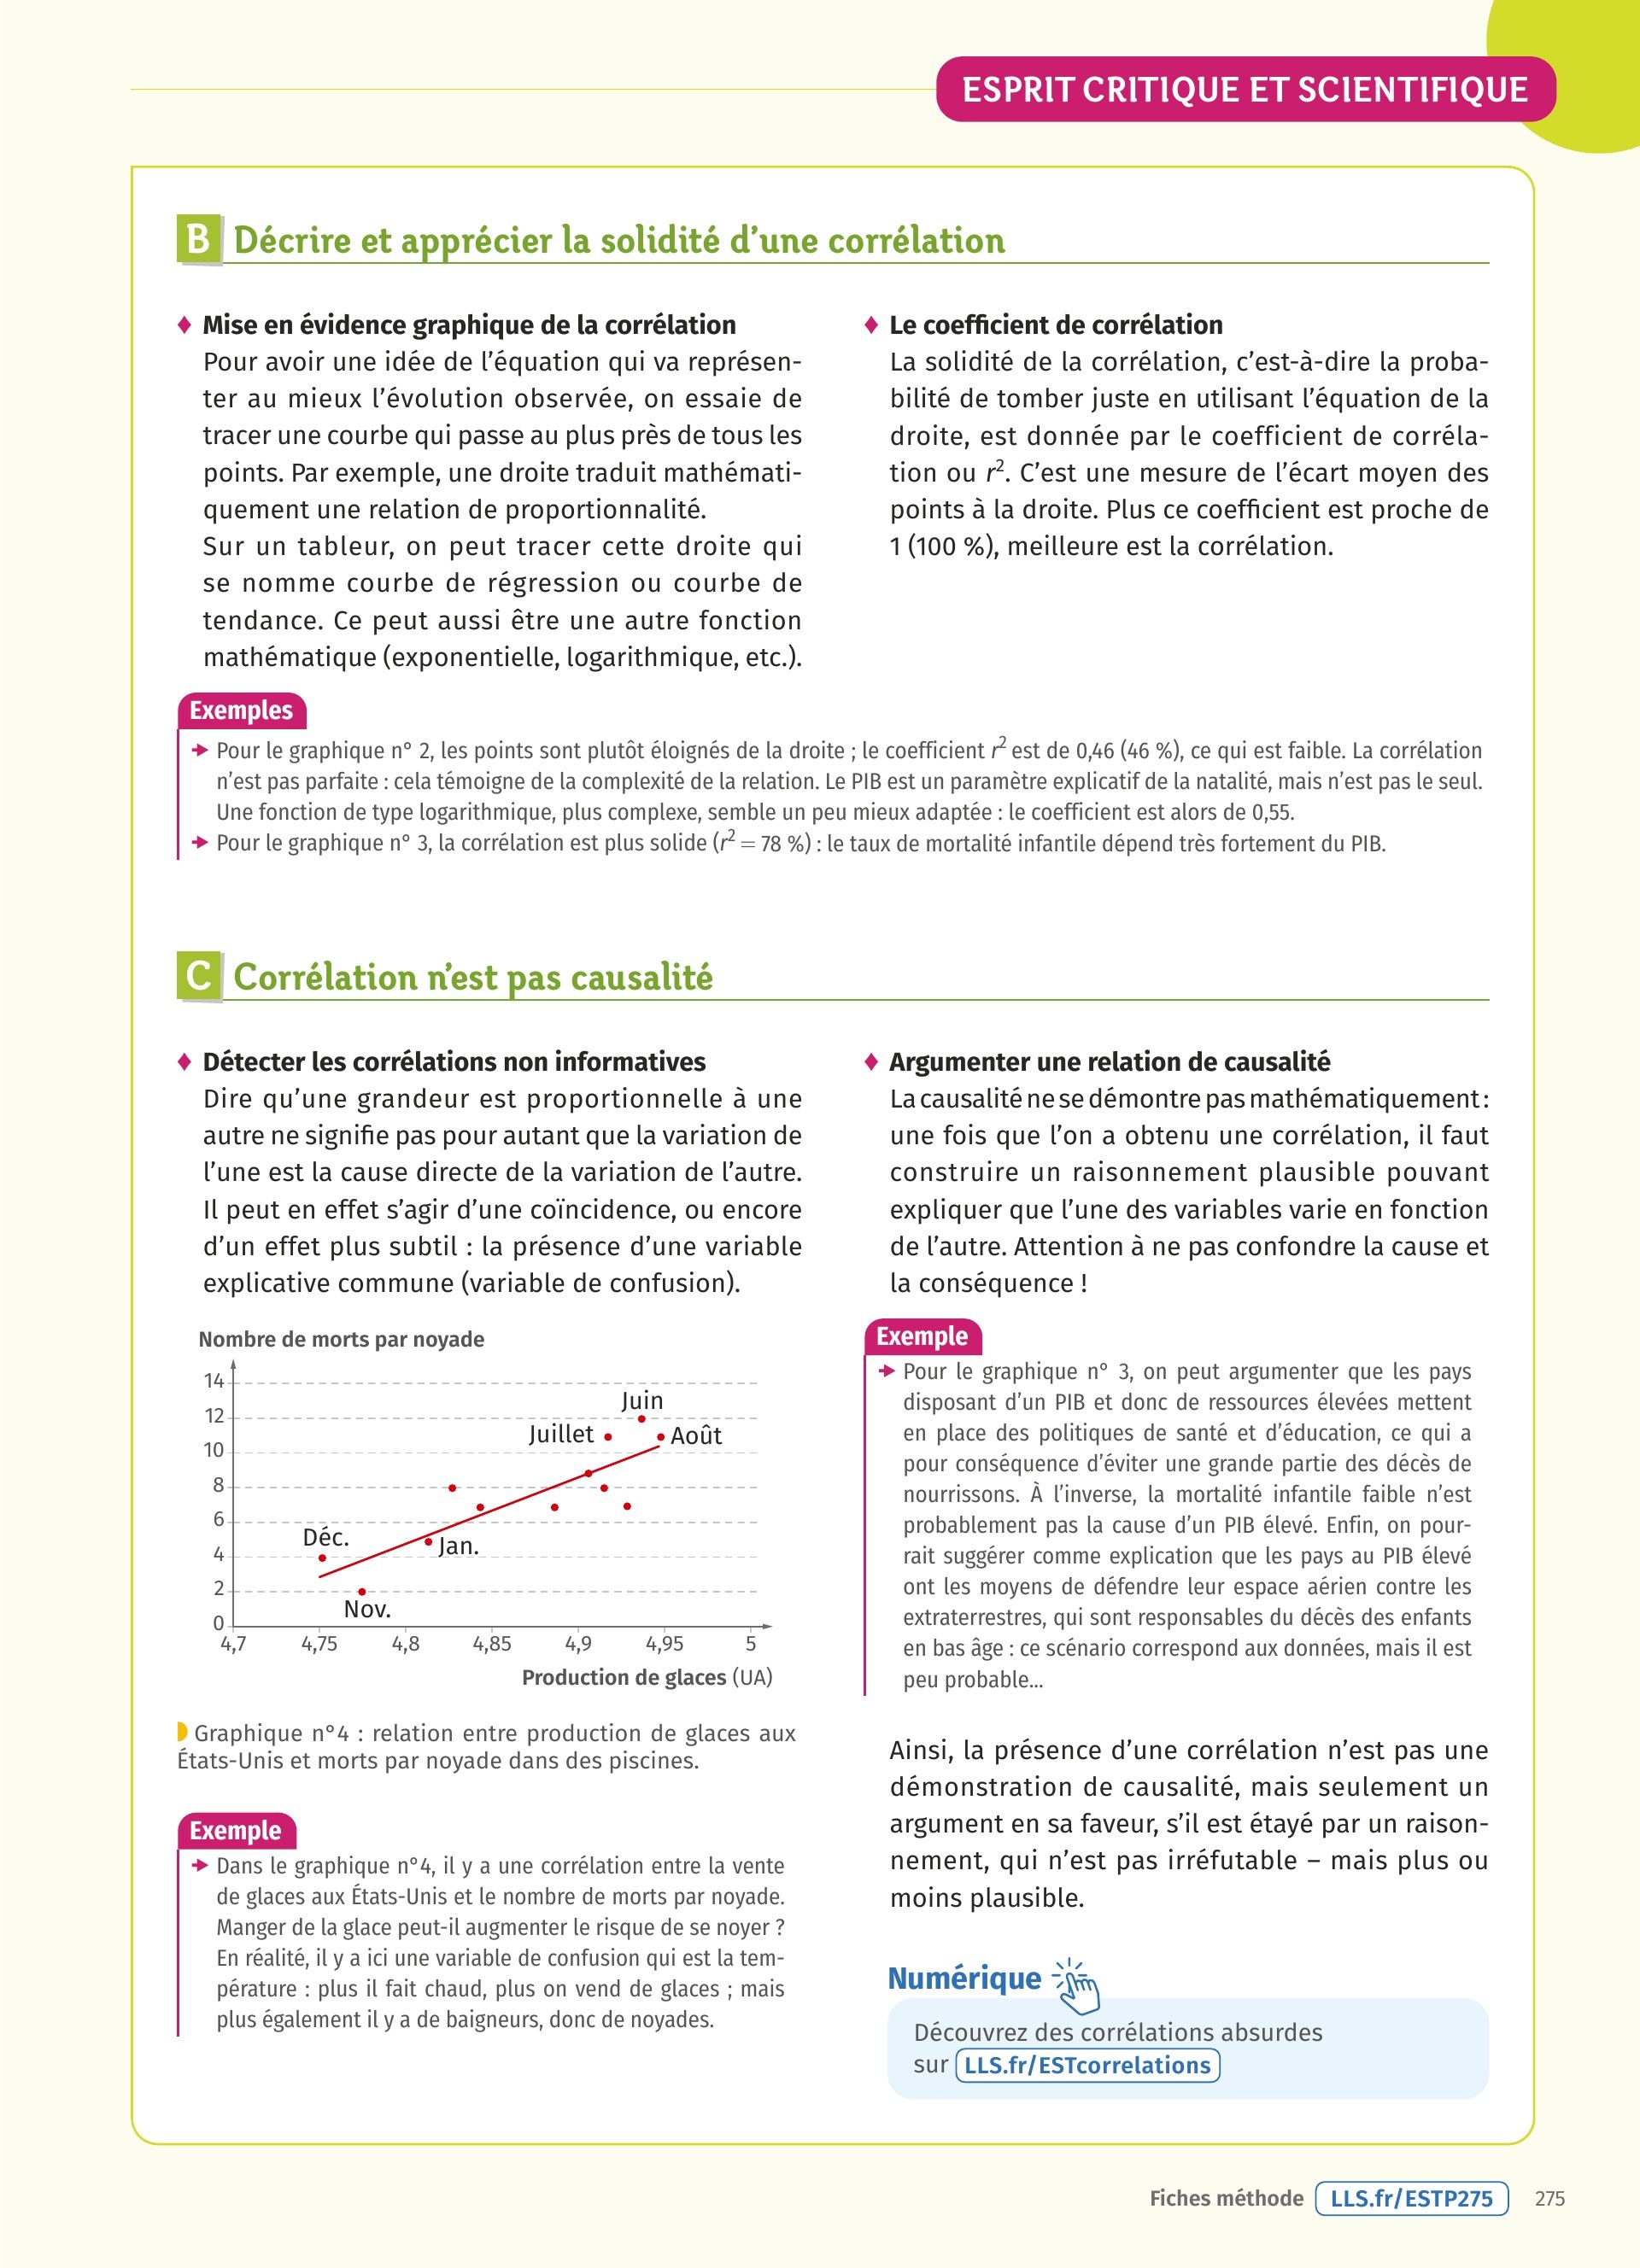 ESPRIT CRITIQUE ET SCIENTIFIQUE
B Décrire et apprécier la solidité d’une corrélation
♦ Mise en évidence graphique de la corrélation
Pour avoir une idée de l’équation qui va représen-
ter au mieux l’évolution observée, on essaie de
tracer une courbe qui passe au plus près de tous les
points. Par exemple, une droite traduit mathémati-
quement une relation de proportionnalité.
Sur un tableur, on peut tracer cette droite qui
se nomme courbe de régression ou courbe de
tendance. Ce peut aussi être une autre fonction
mathématique (exponentielle, logarithmique, etc.).
♦ Le coefficient de corrélation
La solidité de la corrélation, c’est-à-dire la proba-
bilité de tomber juste en utilisant l’équation de la
droite, est donnée par le coefficient de corréla-
tion ou r². C’est une mesure de l’écart moyen des
points à la droite. Plus ce coefficient est proche de
1 (100 %), meilleure est la corrélation.
Exemples
Pour le graphique n° 2, les points sont plutôt éloignés de la droite ; le coefficient r² est de 0,46 (46 %), ce qui est faible. La corrélation
n’est pas parfaite : cela témoigne de la complexité de la relation. Le PIB est un paramètre explicatif de la natalité, mais n’est pas le seul.
Une fonction de type logarithmique, plus complexe, semble un peu mieux adaptée : le coefficient est alors de 0,55.
Pour le graphique n° 3, la corrélation est plus solide (r² = 78 %) : le taux de mortalité infantile dépend très fortement du PIB.
C Corrélation n’est pas causalité
♦ Détecter les corrélations non informatives
Dire qu’une grandeur est proportionnelle à une
autre ne signifie pas pour autant que la variation de
l’une est la cause directe de la variation de l’autre.
Il peut en effet s’agir d’une coïncidence, ou encore
d’un effet plus subtil : la présence d’une variable
explicative commune (variable de confusion).
Nombre de morts par noyade
14
12
10
8
6
4
2
0
Juin
Juillet
Août
Déc.
Jan.
Nov.
4,7 4,75 4,8 4,85 4,9 4,95 5
Production de glaces (UA)
Graphique n°4 : relation entre production de glaces aux
États-Unis et morts par noyade dans des piscines.
Exemple
Dans le graphique n°4, il y a une corrélation entre la vente
de glaces aux États-Unis et le nombre de morts par noyade.
Manger de la glace peut-il augmenter le risque de se noyer ?
En réalité, il y a ici une variable de confusion qui est la tem-
pérature : plus il fait chaud, plus on vend de glaces ; mais
plus également il y a de baigneurs, donc de noyades.
♦ Argumenter une relation de causalité
La causalité ne se démontre pas mathématiquement :
une fois que l’on a obtenu une corrélation, il faut
construire un raisonnement plausible pouvant
expliquer que l’une des variables varie en fonction
de l’autre. Attention à ne pas confondre la cause et
la conséquence !
Exemple
Pour le graphique n° 3, on peut argumenter que les pays
disposant d’un PIB et donc de ressources élevées mettent
en place des politiques de santé et d’éducation, ce qui a
pour conséquence d’éviter une grande partie des décès de
nourrissons. À l’inverse, la mortalité infantile faible n’est
probablement pas la cause d’un PIB élevé. Enfin, on pour-
rait suggérer comme explication que les pays au PIB élevé
ont les moyens de défendre leur espace aérien contre les
extraterrestres, qui sont responsables du décès des enfants
en bas âge : ce scénario correspond aux données, mais il est
peu probable…
Ainsi, la présence d’une corrélation n’est pas une
démonstration de causalité, mais seulement un
argument en sa faveur, s’il est étayé par un raison-
nement, qui n’est pas irréfutable – mais plus ou
moins plausible.
Numérique
Découvrez des corrélations absurdes
sur LLS.fr/ESTcorrelations
Fiches méthode LLS.fr/ESTP275 275